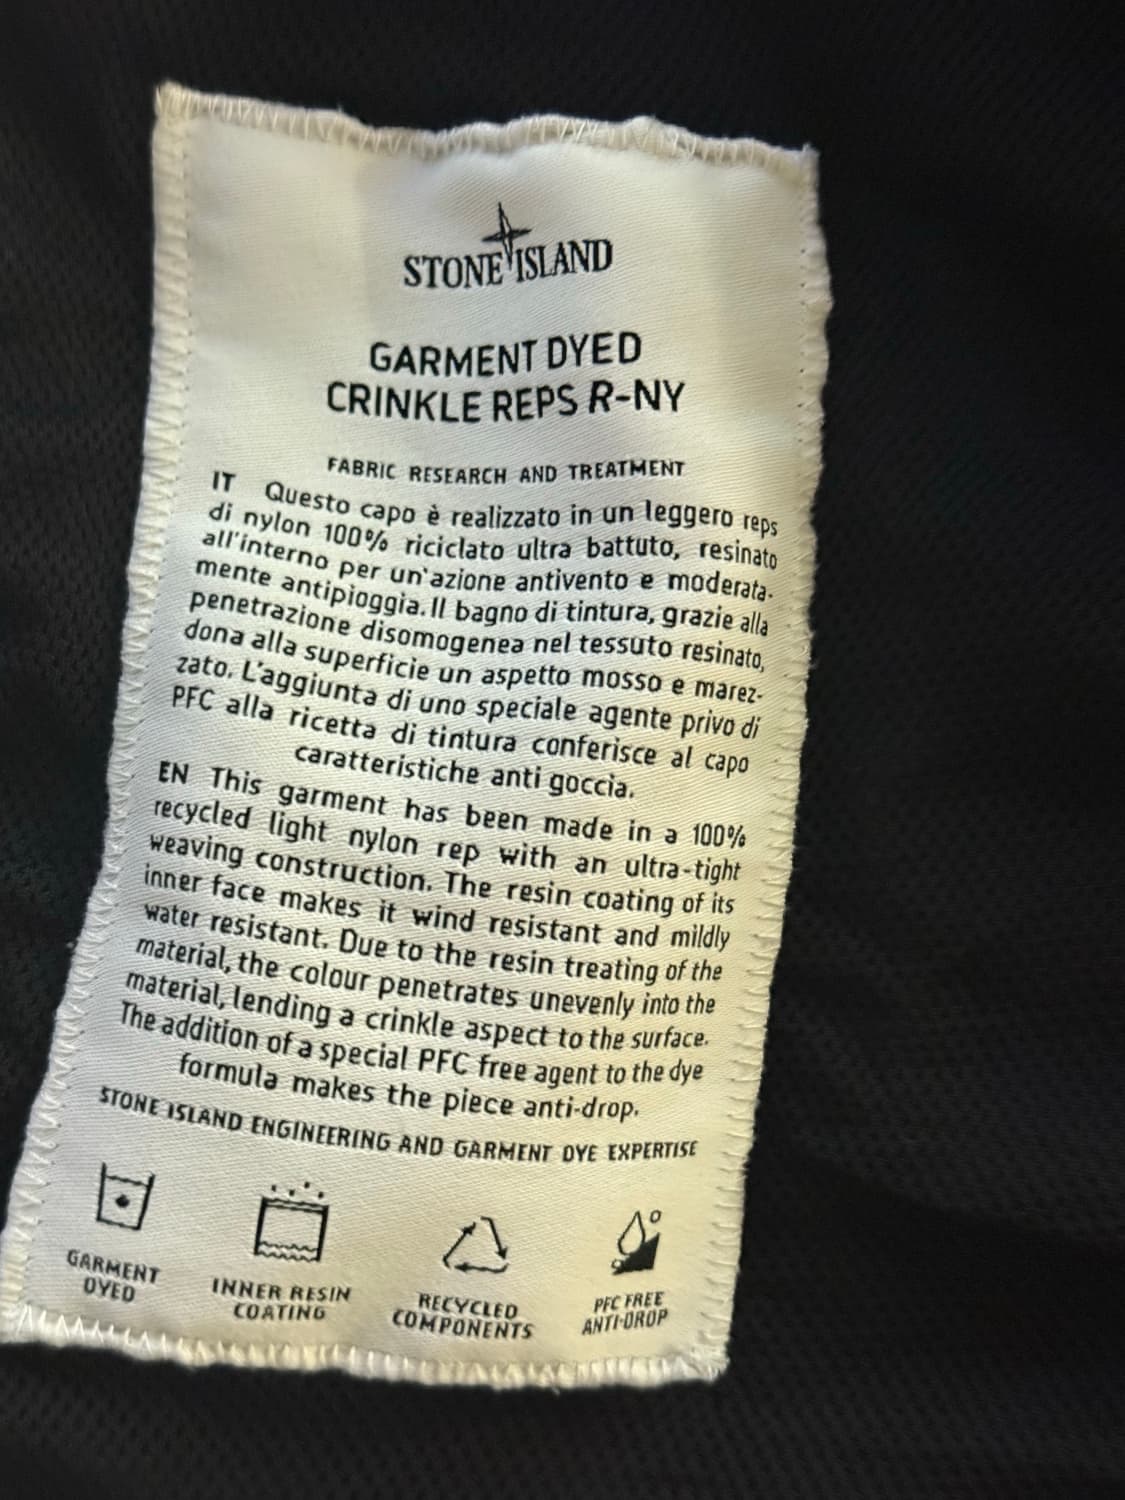 STONE ISLAND
GARMENT DYED
CRINKLE REPS R-NY
FABRIC RESEARCH AND TREATMENT
IT Questo capo è realizzato in un leggero reps
di nylon 100% riciclato ultra battuto, resinato
all'interno per un'azione antivento e moderata-
mente antipioggia. Il bagno di tintura, grazie alla
penetrazione disomogenea nel tessuto resinato,
dona alla superficie un aspetto mosso e marez-
zato. L'aggiunta di uno speciale agente privo di
PFC alla ricetta di tintura conferisce al capo
caratteristiche anti goccia.
EN This garment has been made in a 100%
recycled light nylon rep with an ultra-tight
weaving construction. The resin coating of its
inner face makes it wind resistant and mildly
water resistant. Due to the resin treating of the
material, the colour penetrates unevenly into the
material, lending a crinkle aspect to the surface.
The addition of a special PFC free agent to the dye
formula makes the piece anti-drop.
STONE ISLAND ENGINEERING AND GARMENT DYE EXPERTISE
GARMENT
DYED
INNER RESIN
COATING
RECYCLED
COMPONENTS
PFC FREE
ANTI-DROP